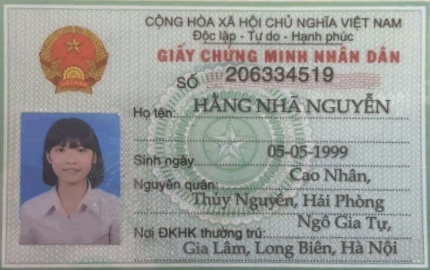 CỘNG HÒA XÃ HỘI CHỦ NGHĨA VIỆT NAM
Độc lập - Tự do - Hạnh phúc
GIẤY CHỨNG MINH NHÂN DÂN
SỐ 206334519
Họ tên: HẰNG NHÃ NGUYỄN
Sinh ngày 05-05-1999
Nguyên quán: Cao Nhân,
Thủy Nguyên, Hải Phòng
Nơi ĐKHK thường trú: Ngô Gia Tự,
Gia Lâm, Long Biên, Hà Nội